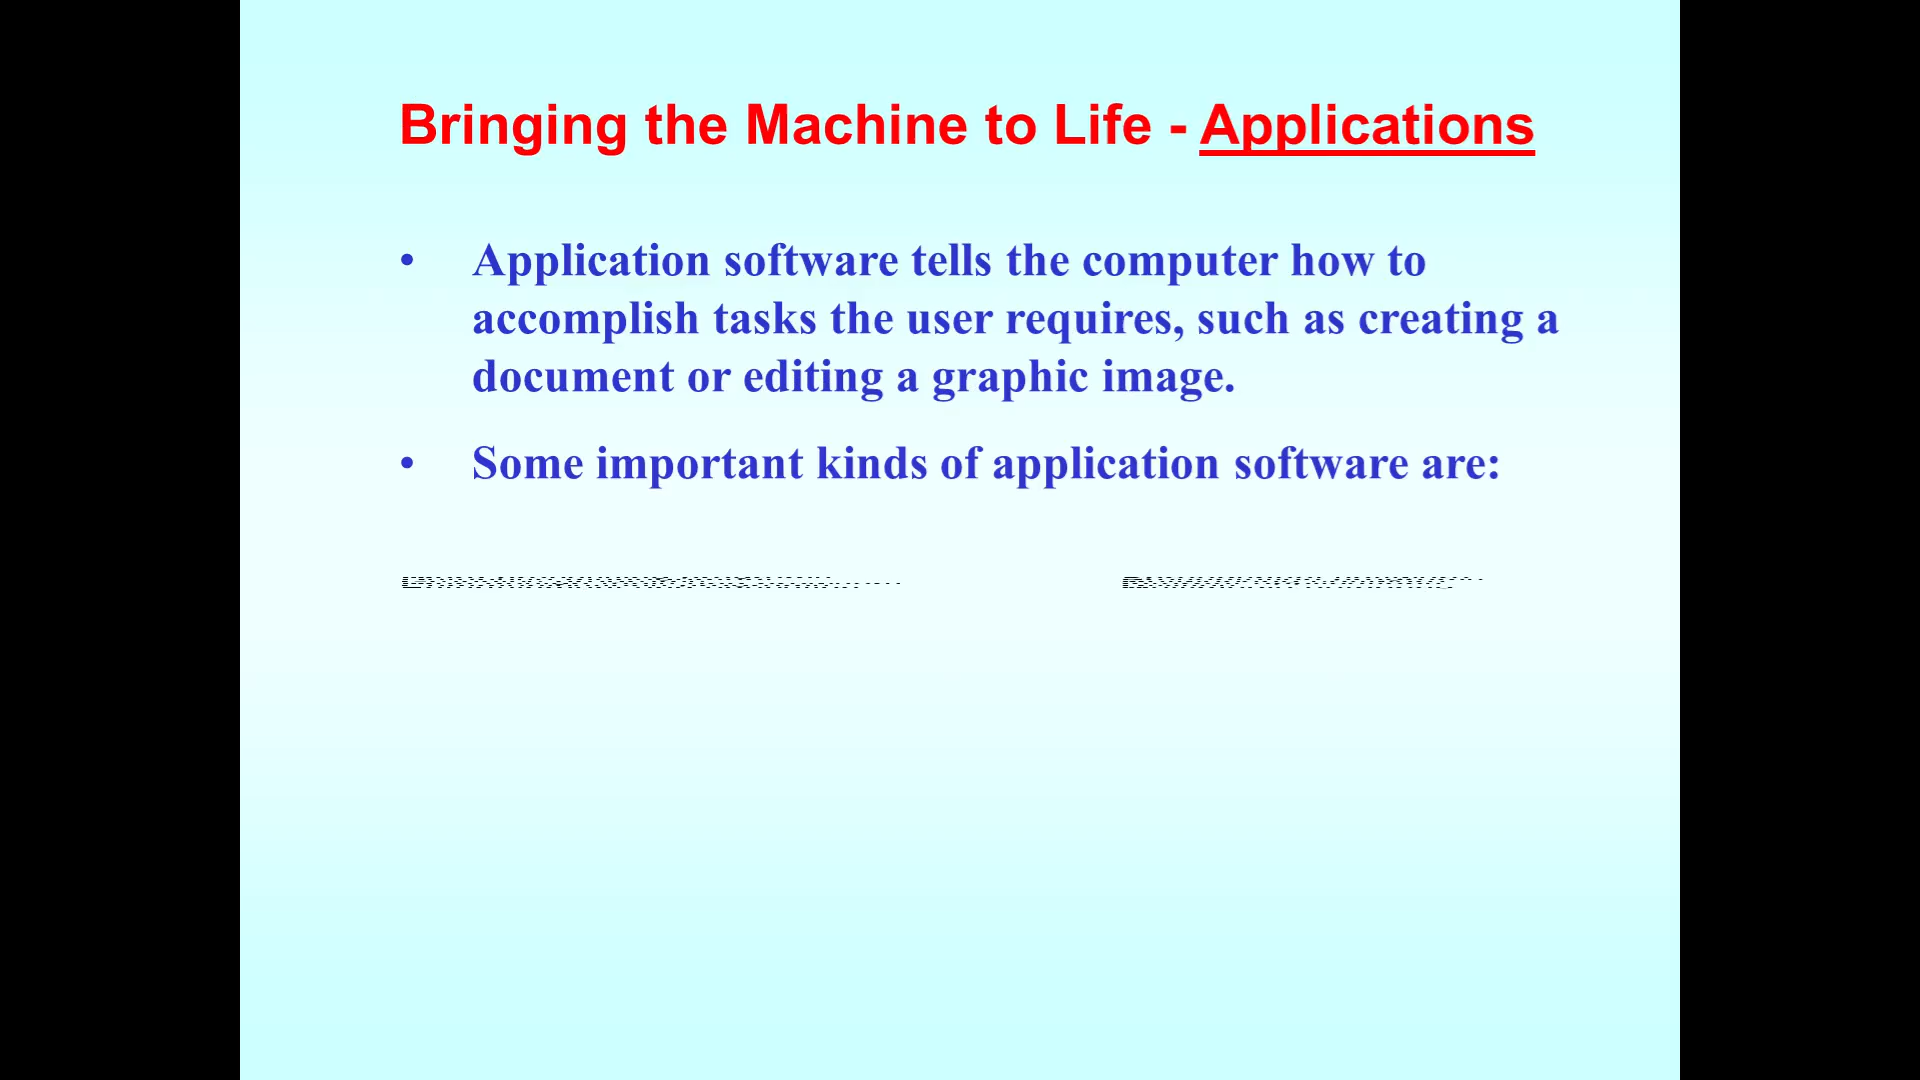 Bringing the Machine to Life - Applications
• Application software tells the computer how to
accomplish tasks the user requires, such as creating a
document or editing a graphic image.
• Some important kinds of application software are: